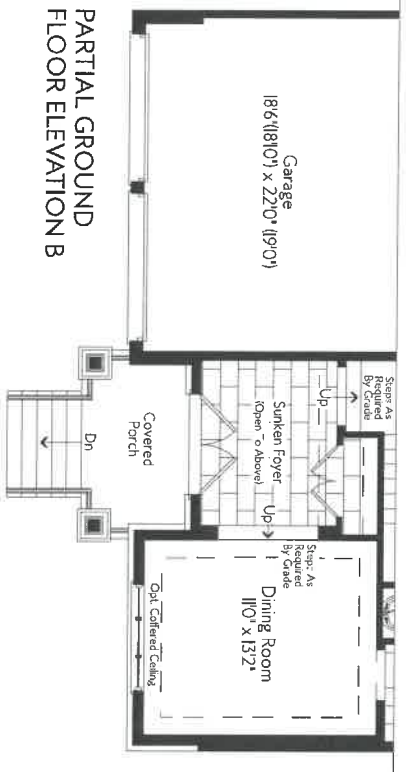 PARTIAL GROUND
FLOOR ELEVATION B
Garage
18'6"(18'10") x 22'0" (19'0")
Steps As
Required
By Grade
Up
Sunken Foyer
(Open To Above)
Up
Steps As
Required
By Grade
Dining Room
11'0" x 13'2"
Opt. Coffered Ceiling
Covered
Porch
Dn